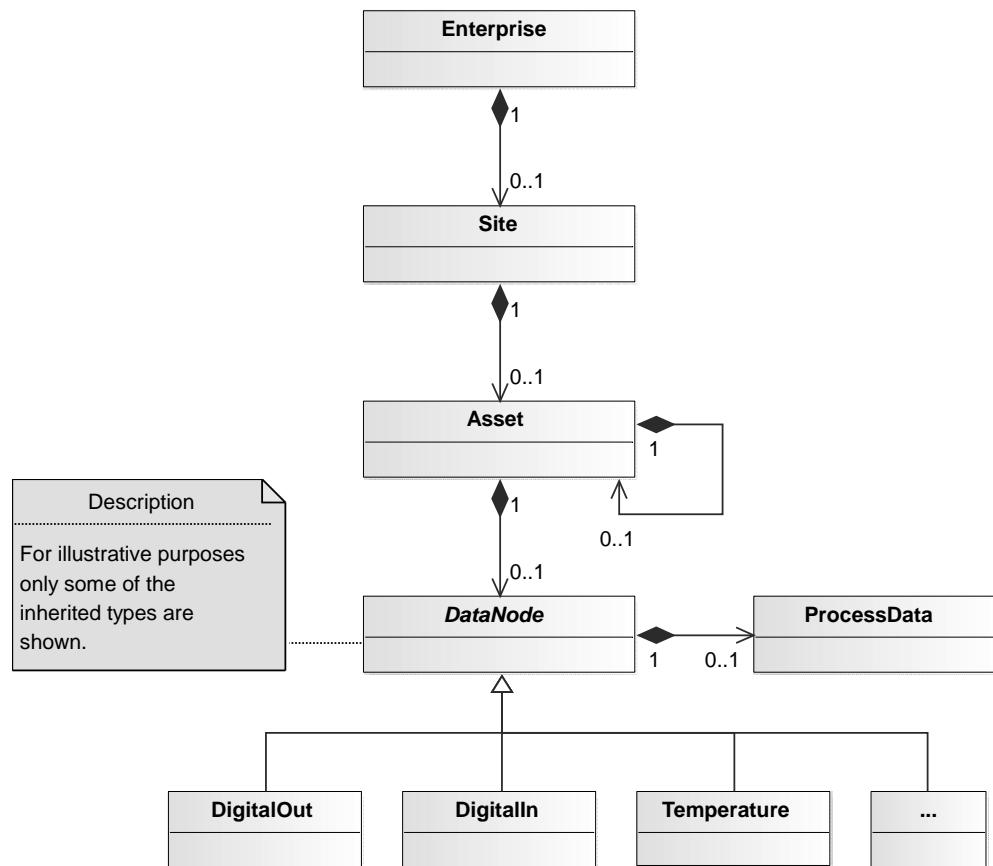 Enterprise
1
0..1
Site
1
0..1
Asset
1
1
0..1
Description
For illustrative purposes
only some of the
inherited types are
shown.
0..1
DataNode
1
0..1
ProcessData
DigitalOut
DigitalIn
Temperature
...